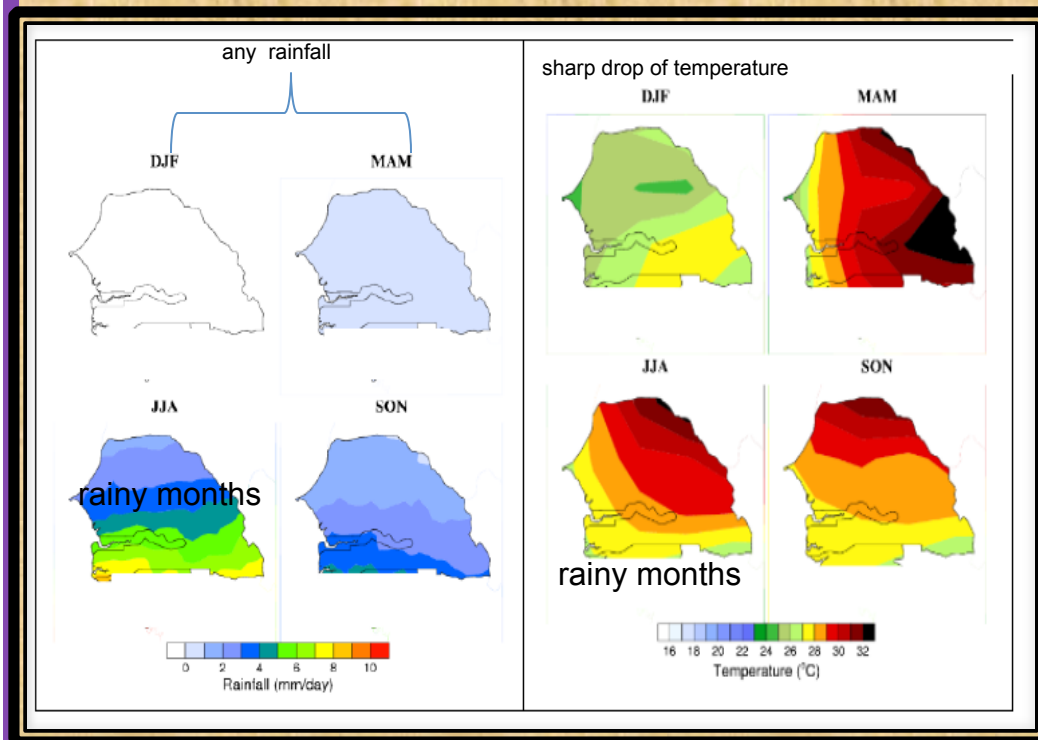 any rainfall
DJF
MAM
JJA
SON
rainy months
0 2 4 6 8 10
Rainfall (mm/day)
sharp drop of temperature
DJF
MAM
JJA
SON
rainy months
16 18 20 22 24 26 28 30 32
Temperature (°C)